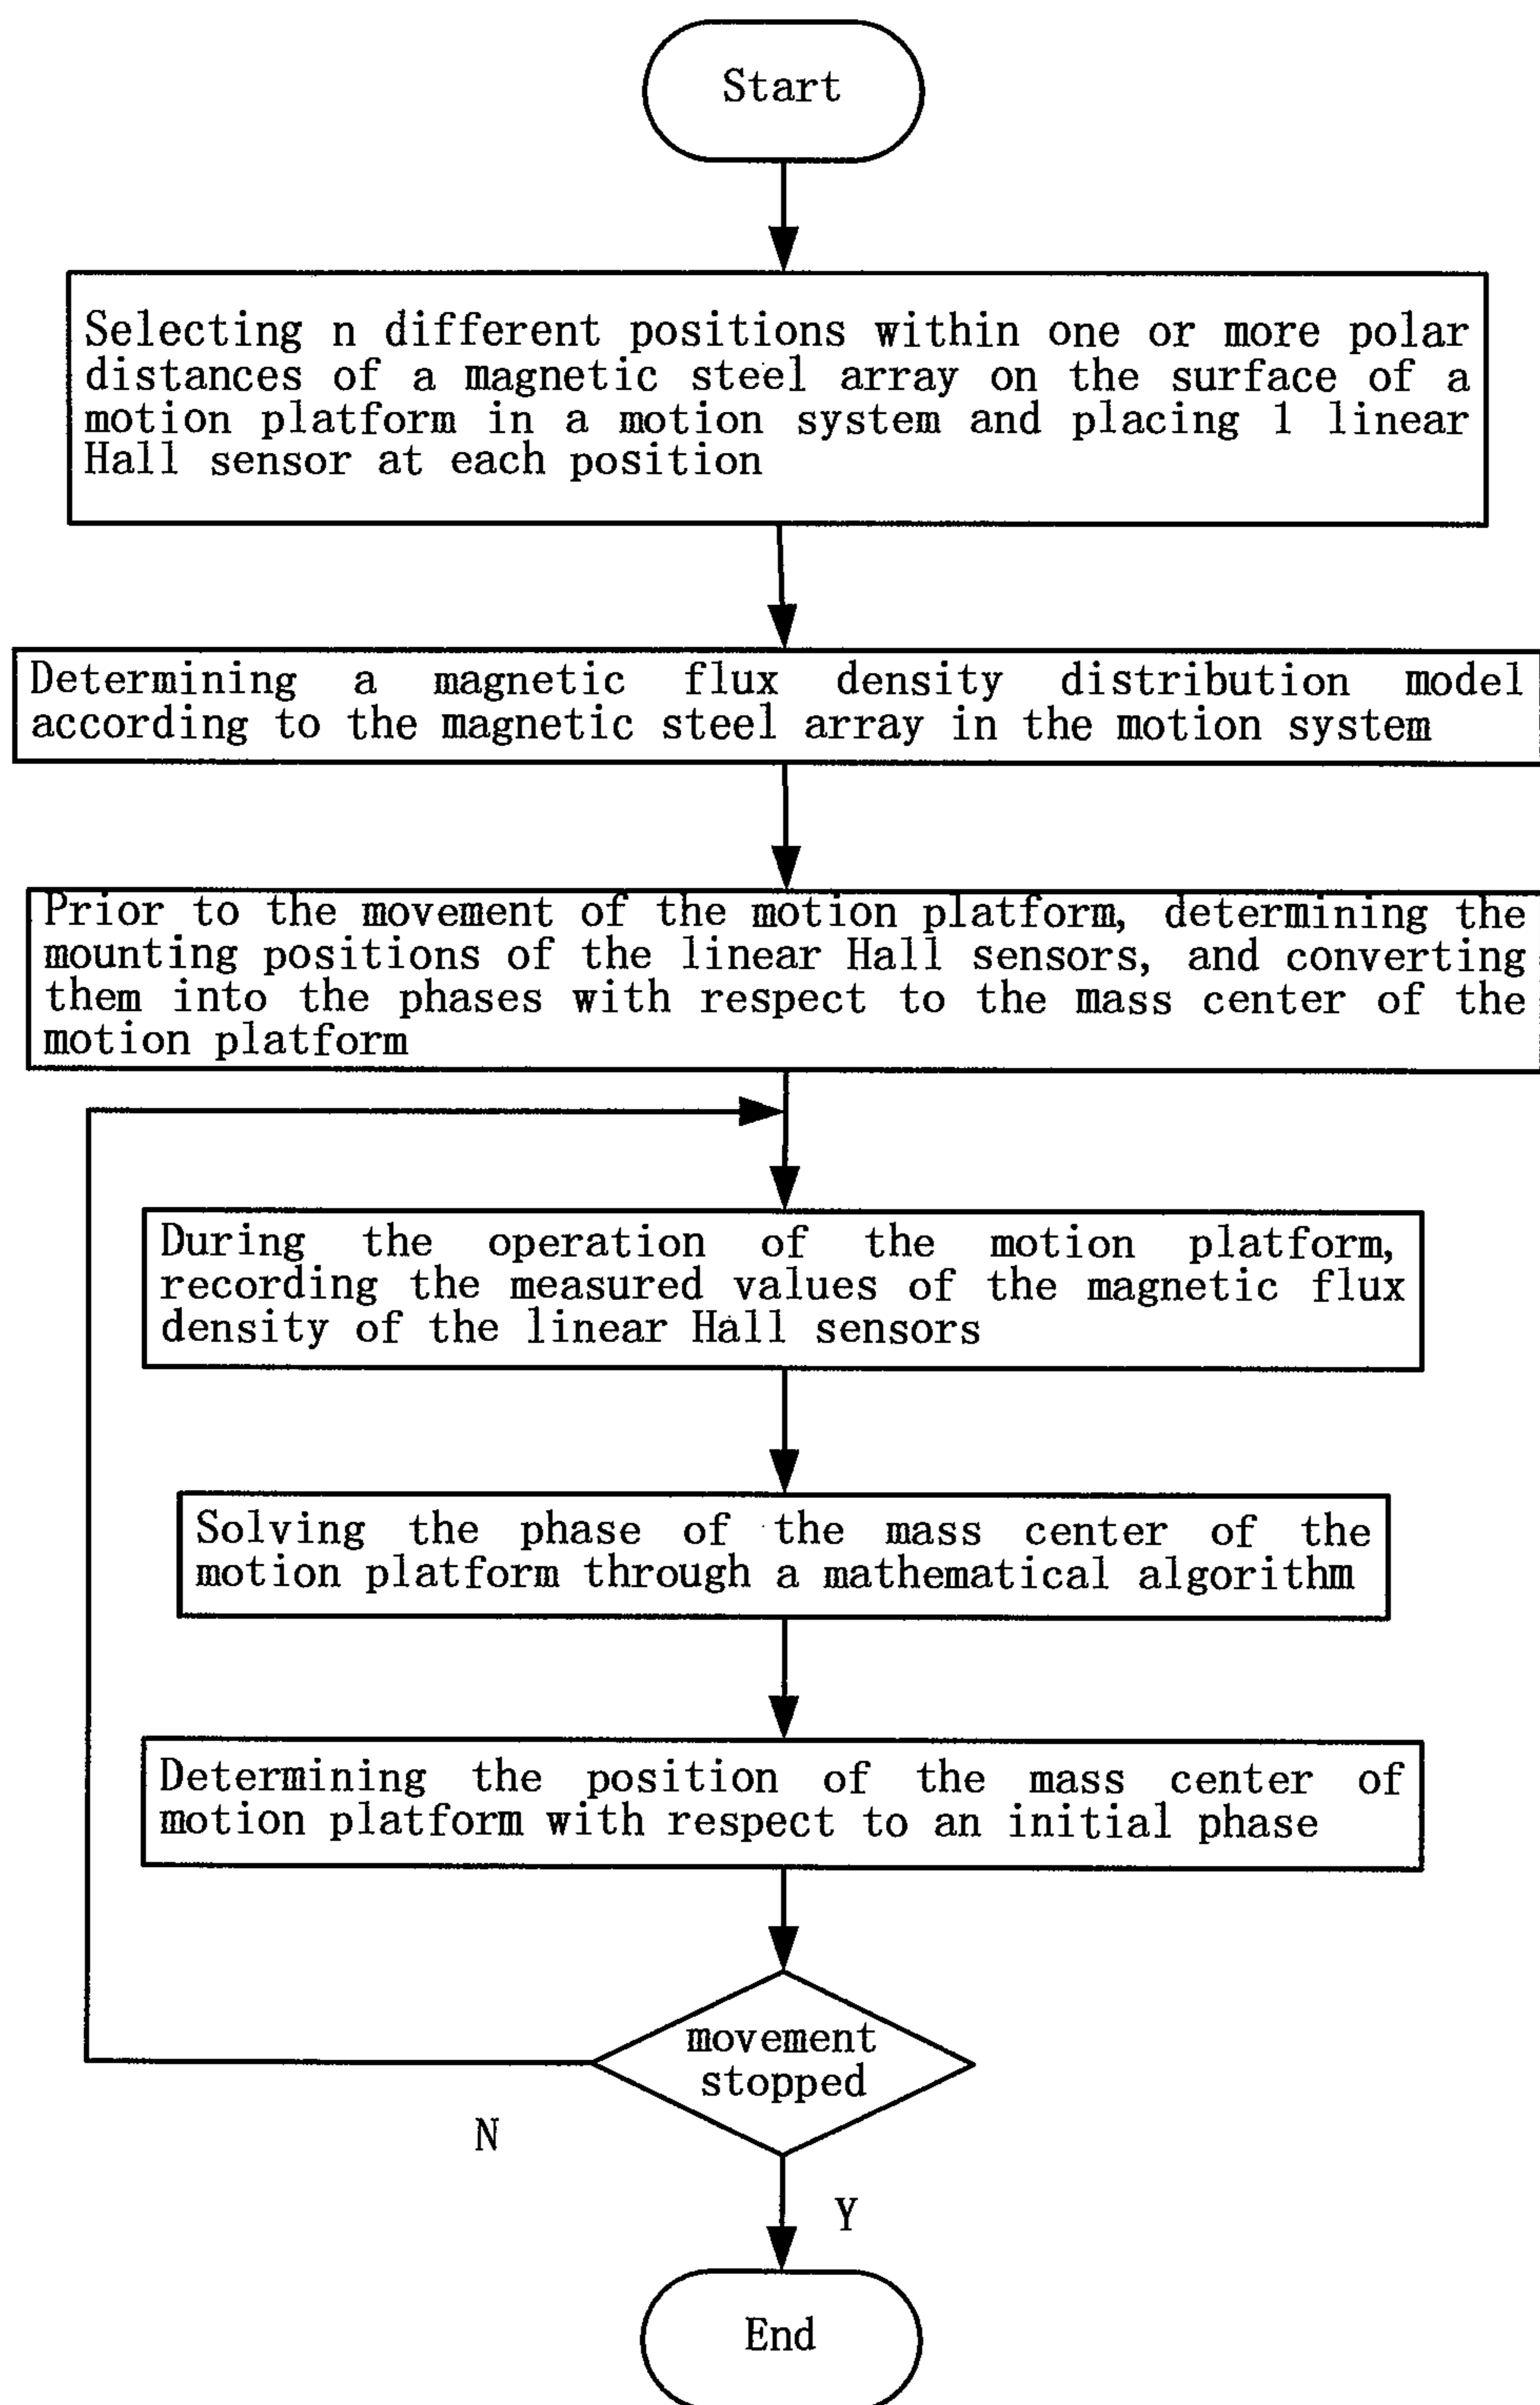 Start
Selecting n different positions within one or more polar
distances of a magnetic steel array on the surface of a
motion platform in a motion system and placing 1 linear
Hall sensor at each position
Determining a magnetic flux density distribution model
according to the magnetic steel array in the motion system
Prior to the movement of the motion platform, determining the
mounting positions of the linear Hall sensors, and converting
them into the phases with respect to the mass center of the
motion platform
During the operation of the motion platform,
recording the measured values of the magnetic flux
density of the linear Hall sensors
Solving the phase of the mass center of the
motion platform through a mathematical algorithm
Determining the position of the mass center of
motion platform with respect to an initial phase
movement
stopped
N
Y
End